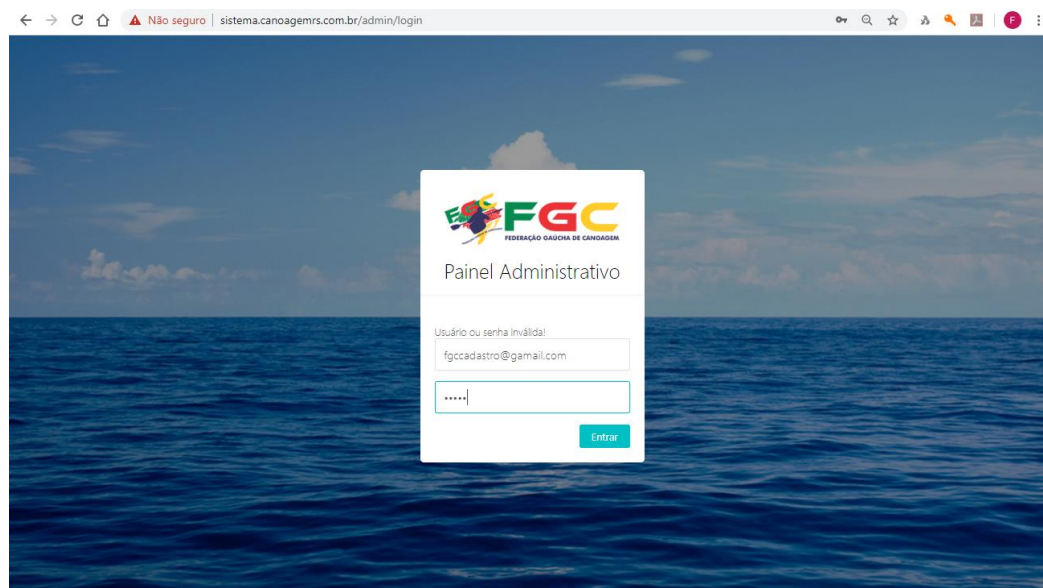 Não seguro | sistema.canoagemrs.com.br/admin/login
F
FGC
FGC
FEDERAÇÃO GAÚCHA DE CANOAGEM
Painel Administrativo
Usuário ou senha inválida!
fgccadastro@gamail.com
•••••
Entrar